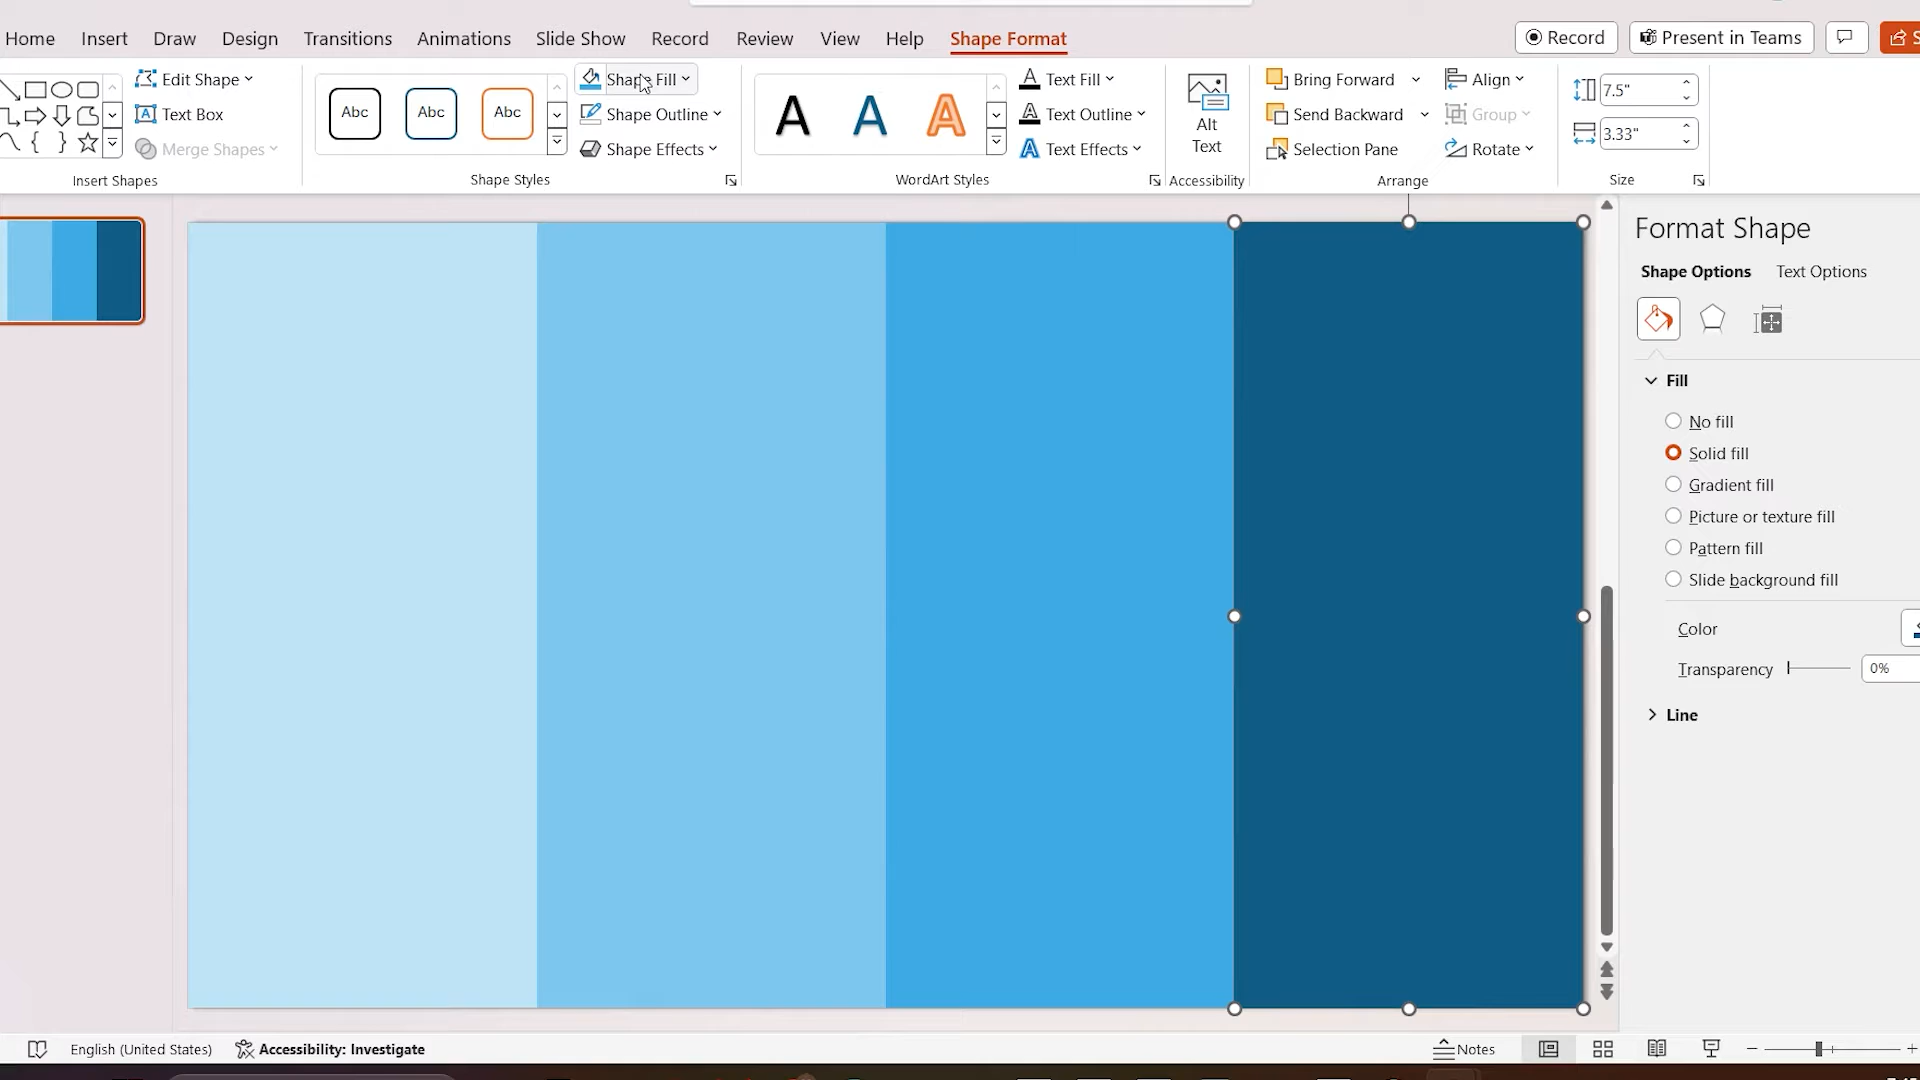 Home Insert Draw Design Transitions Animations Slide Show Record Review View Help Shape Format Record Present in Teams
Edit Shape
Text Box
Merge Shapes
Insert Shapes
Abc Abc Abc
Shape Fill
Shape Outline
Shape Effects
Shape Styles
A A A
Text Fill
Text Outline
Text Effects
WordArt Styles
Alt
Text
Accessibility
Bring Forward
Send Backward
Selection Pane
Align
Group
Rotate
Arrange
7.5"
3.33"
Size
Format Shape
Shape Options Text Options
Fill
No fill
Solid fill
Gradient fill
Picture or texture fill
Pattern fill
Slide background fill
Color
Transparency 0%
Line
English (United States) Accessibility: Investigate Notes